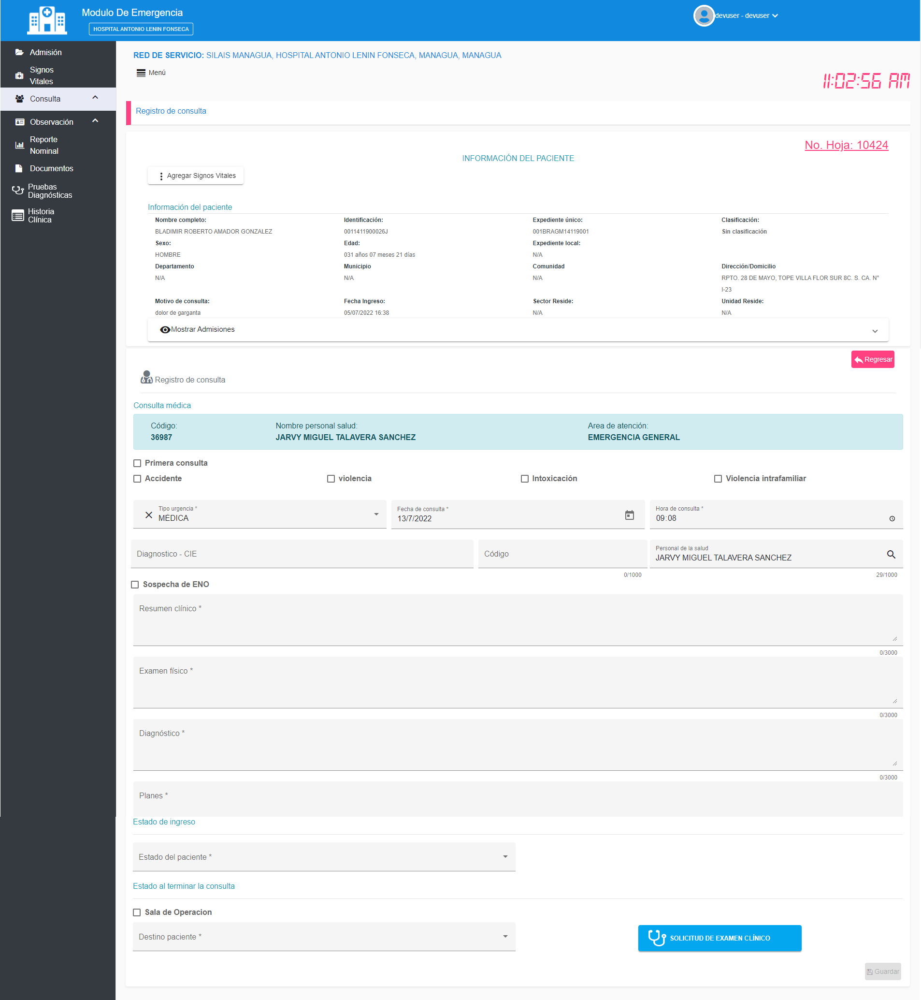 Modulo De Emergencia
HOSPITAL ANTONIO LENIN FONSECA
devuser - devuser
Admisión
Signos
Vitales
Consulta
Observación
Reporte
Nominal
Documentos
Pruebas
Diagnósticas
Historia
Clínica
RED DE SERVICIO: SILAIS MANAGUA, HOSPITAL ANTONIO LENIN FONSECA, MANAGUA, MANAGUA
Menú
11:02:56 AM
Registro de consulta
No. Hoja: 10424
INFORMACIÓN DEL PACIENTE
Agregar Signos Vitales
Información del paciente
Nombre completo: Identificación: Expediente único: Clasificación:
BLADIMIR ROBERTO AMADOR GONZALEZ 0011411900026J 001BRAGM14119001 Sin clasificación
Sexo: Edad: Expediente local:
HOMBRE 031 años 07 meses 21 días N/A
Departamento Municipio Comunidad Dirección/Domicilio
N/A N/A N/A RPTO. 28 DE MAYO, TOPE VILLA FLOR SUR 8C. S. CA. N°
I-23
Motivo de consulta: Fecha Ingreso: Sector Reside: Unidad Reside:
dolor de garganta 05/07/2022 16:38 N/A N/A
Mostrar Admisiones
Regresar
Registro de consulta
Consulta médica
Código: Nombre personal salud: Area de atención:
36987 JARVY MIGUEL TALAVERA SANCHEZ EMERGENCIA GENERAL
Primera consulta
Accidente violencia Intoxicación Violencia intrafamiliar
Tipo urgencia * Fecha de consulta * Hora de consulta *
MÉDICA 13/7/2022 09:08
Personal de la salud
Diagnostico - CIE Código JARVY MIGUEL TALAVERA SANCHEZ
0/1000 29/1000
Sospecha de ENO
Resumen clínico *
0/3000
Examen físico *
0/3000
Diagnóstico *
0/3000
Planes *
Estado de ingreso
Estado del paciente *
Estado al terminar la consulta
Sala de Operacion
Destino paciente *
SOLICITUD DE EXAMEN CLÍNICO
Guardar